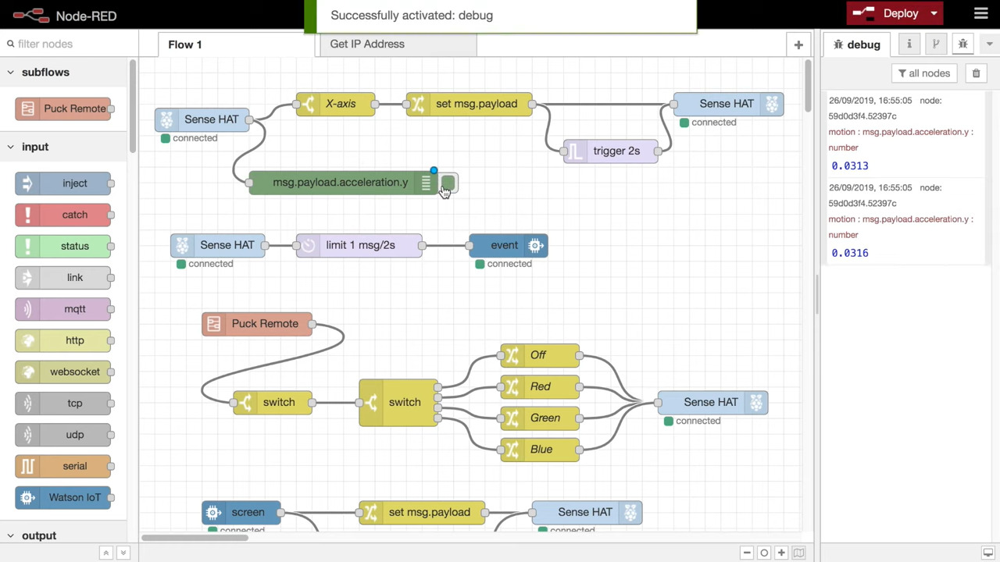 Node-RED
Successfully activated: debug
Deploy
filter nodes
Flow 1
Get IP Address
debug
i
subflows
Puck Remote
input
inject
catch
status
link
mqtt
http
websocket
tcp
udp
serial
Watson IoT
output
Sense HAT
connected
X-axis
set msg.payload
Sense HAT
connected
trigger 2s
msg.payload.acceleration.y
Sense HAT
connected
limit 1 msg/2s
event
connected
Puck Remote
switch
switch
Off
Red
Green
Blue
Sense HAT
connected
screen
connected
set msg.payload
Sense HAT
connected
all nodes
26/09/2019, 16:55:05 node:
59d0d3f4.52397c
motion : msg.payload.acceleration.y :
number
0.0313
26/09/2019, 16:55:05 node:
59d0d3f4.52397c
motion : msg.payload.acceleration.y :
number
0.0316